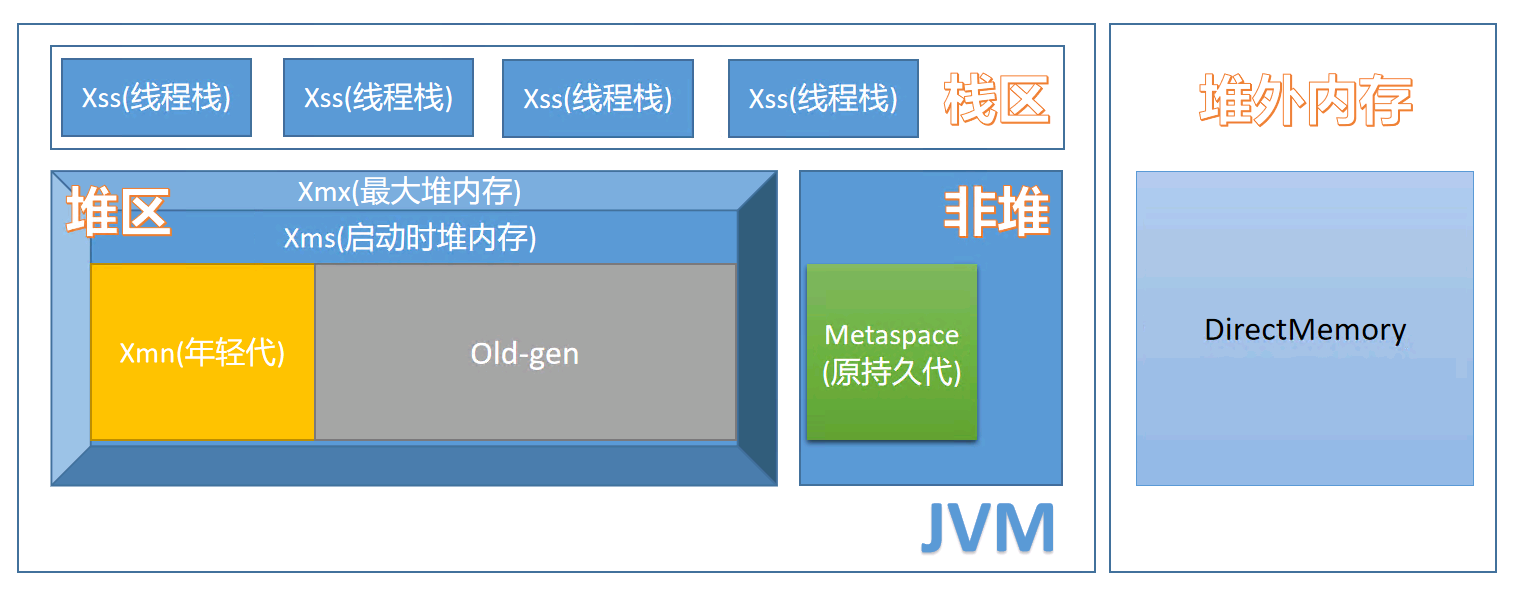 Xss(线程栈)
Xss(线程栈)
Xss(线程栈)
Xss(线程栈)
栈区
堆区
Xmx(最大堆内存)
Xms(启动时堆内存)
Xmn(年轻代)
Old-gen
非堆
Metaspace
(原持久代)
JVM
堆外内存
DirectMemory